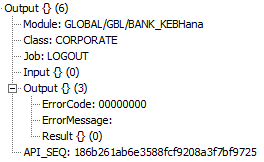 Output {} (6)
Module: GLOBAL/GBL/BANK_KEBHana
Class: CORPORATE
Job: LOGOUT
Input {} (0)
Output {} (3)
ErrorCode: 00000000
ErrorMessage:
Result {} (0)
API_SEQ: 186b261ab6e3588fcf9208a3f7bf9725